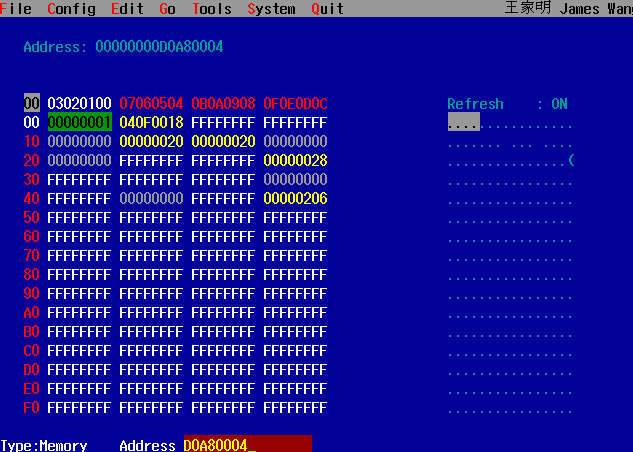 File Config Edit Go Tools System Quit 王家明 James Wang
Address: 00000000D0A80004
00 03020100 07060504 0B0A0908 0F0E0D0C Refresh : ON
00 00000001 040F0018 FFFFFFFF FFFFFFFF ................
10 00000000 00000020 00000020 00000000 ....... ... ....
20 00000000 FFFFFFFF FFFFFFFF 00000028 ...............(
30 FFFFFFFF FFFFFFFF FFFFFFFF 00000000 ................
40 FFFFFFFF 00000000 FFFFFFFF 00000206 ................
50 FFFFFFFF FFFFFFFF FFFFFFFF FFFFFFFF ................
60 FFFFFFFF FFFFFFFF FFFFFFFF FFFFFFFF ................
70 FFFFFFFF FFFFFFFF FFFFFFFF FFFFFFFF ................
80 FFFFFFFF FFFFFFFF FFFFFFFF FFFFFFFF ................
90 FFFFFFFF FFFFFFFF FFFFFFFF FFFFFFFF ................
A0 FFFFFFFF FFFFFFFF FFFFFFFF FFFFFFFF ................
B0 FFFFFFFF FFFFFFFF FFFFFFFF FFFFFFFF ................
C0 FFFFFFFF FFFFFFFF FFFFFFFF FFFFFFFF ................
D0 FFFFFFFF FFFFFFFF FFFFFFFF FFFFFFFF ................
E0 FFFFFFFF FFFFFFFF FFFFFFFF FFFFFFFF ................
F0 FFFFFFFF FFFFFFFF FFFFFFFF FFFFFFFF ................
Type:Memory Address D0A80004_